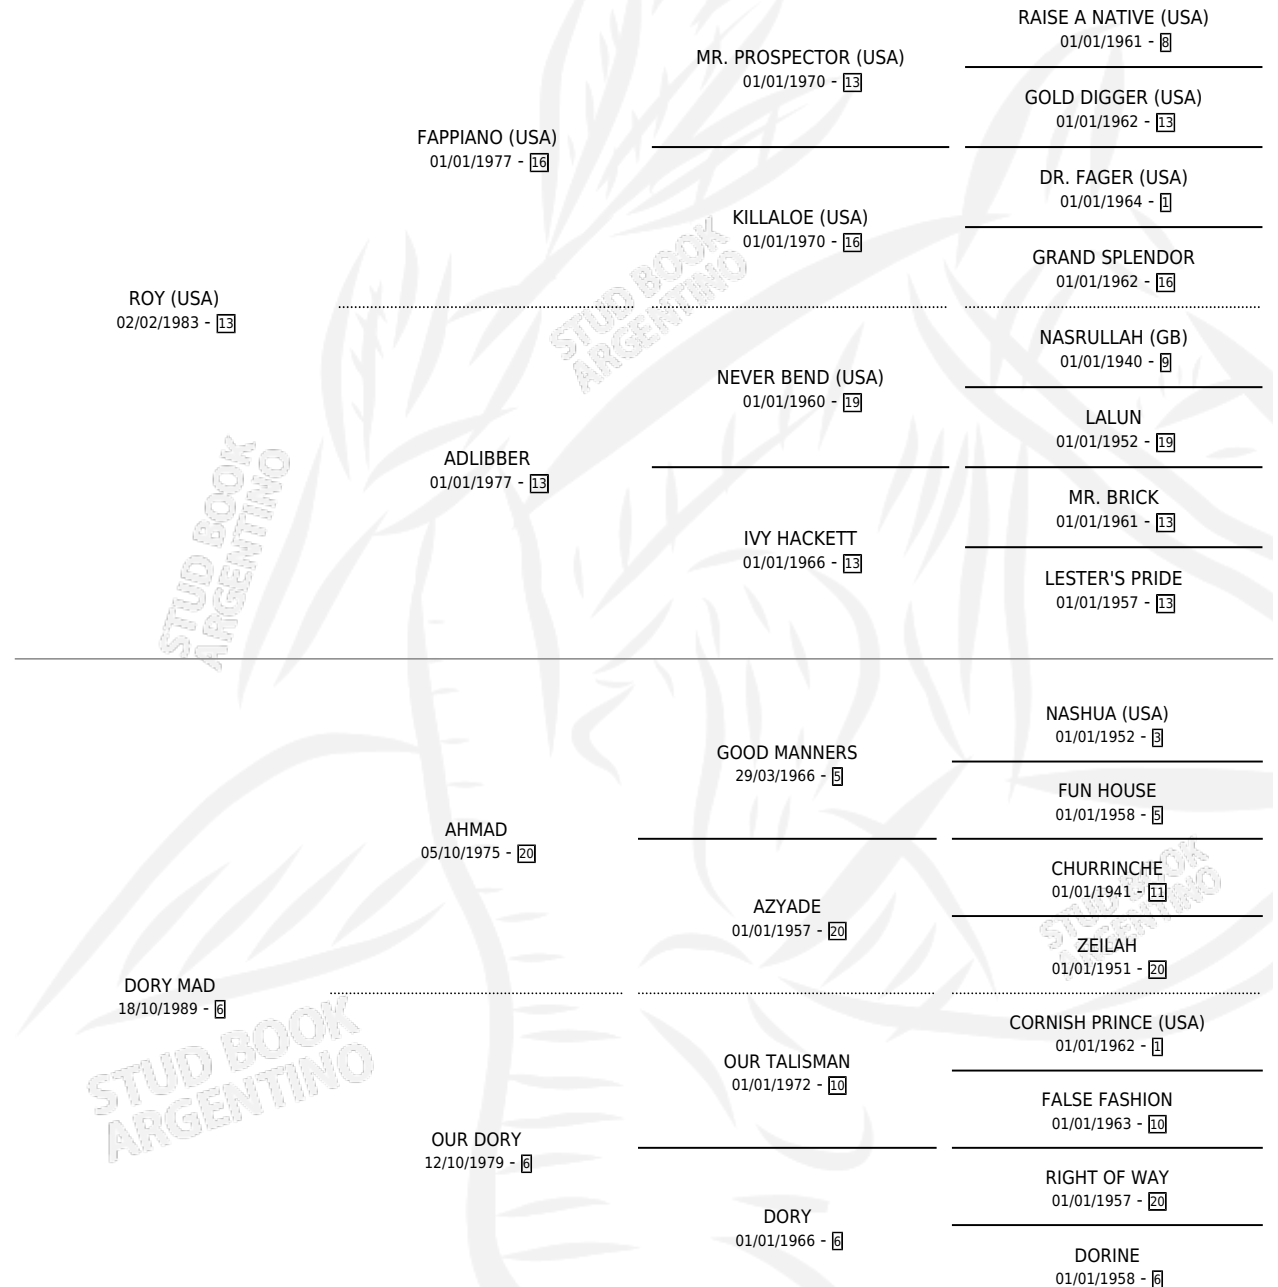 RAISE A NATIVE (USA)
01/01/1961 - 8
MR. PROSPECTOR (USA)
01/01/1970 - 13
GOLD DIGGER (USA)
01/01/1962 - 13
FAPPIANO (USA)
01/01/1977 - 16
DR. FAGER (USA)
01/01/1964 - 1
KILLALOE (USA)
01/01/1970 - 16
GRAND SPLENDOR
01/01/1962 - 16
ROY (USA)
02/02/1983 - 13
NASRULLAH (GB)
01/01/1940 - 9
NEVER BEND (USA)
01/01/1960 - 19
LALUN
01/01/1952 - 19
ADLIBBER
01/01/1977 - 13
MR. BRICK
01/01/1961 - 13
IVY HACKETT
01/01/1966 - 13
LESTER'S PRIDE
01/01/1957 - 13
NASHUA (USA)
01/01/1952 - 3
GOOD MANNERS
29/03/1966 - 5
FUN HOUSE
01/01/1958 - 5
AHMAD
05/10/1975 - 20
CHURRINCHE
01/01/1941 - 11
AZYADE
01/01/1957 - 20
ZEILAH
01/01/1951 - 20
DORY MAD
18/10/1989 - 6
CORNISH PRINCE (USA)
01/01/1962 - 1
OUR TALISMAN
01/01/1972 - 10
FALSE FASHION
01/01/1963 - 10
OUR DORY
12/10/1979 - 6
RIGHT OF WAY
01/01/1957 - 20
DORY
01/01/1966 - 6
DORINE
01/01/1958 - 6
STUD BOOK
ARGENTINO
STUD BOOK
ARGENTINO
STUD BOOK
ARGENTINO
STUD BOOK
ARGENTINO